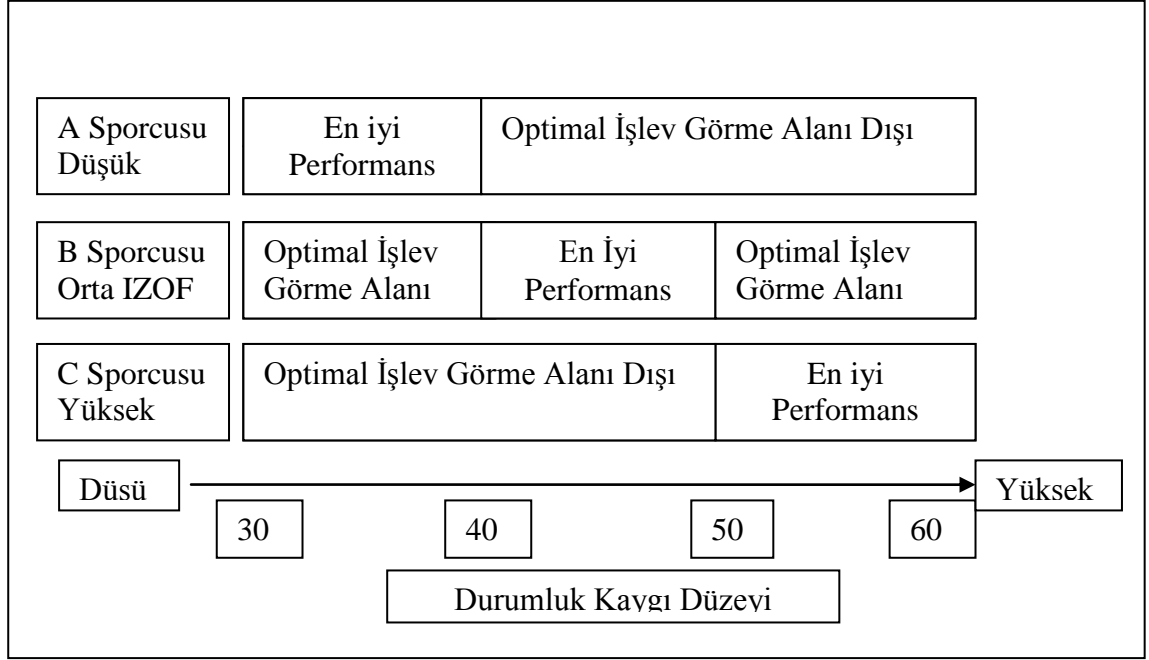 A Sporcusu
Düşük
En iyi
Performans
Optimal İşlev Görme Alanı Dışı
B Sporcusu
Orta IZOF
Optimal İşlev
Görme Alanı
En İyi
Performans
Optimal İşlev
Görme Alanı
C Sporcusu
Yüksek
Optimal İşlev Görme Alanı Dışı
En iyi
Performans
Düsü
Yüksek
30
40
50
60
Durumluk Kaygı Düzeyi